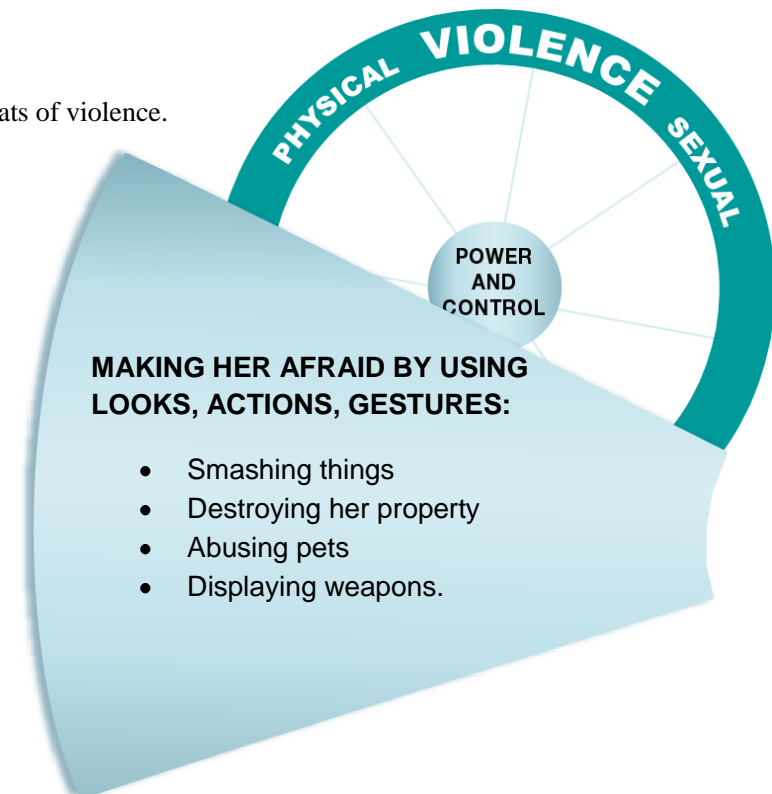 PHYSICAL VIOLENCE SEXUAL
ats of violence.
POWER
AND
CONTROL
MAKING HER AFRAID BY USING
LOOKS, ACTIONS, GESTURES:
• Smashing things
• Destroying her property
• Abusing pets
• Displaying weapons.